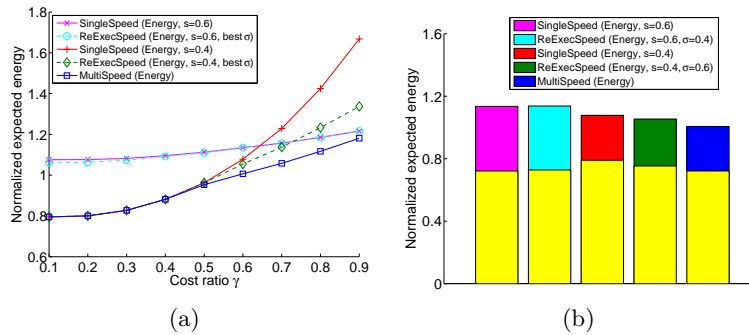 SingleSpeed (Energy, s=0.6)
ReExecSpeed (Energy, s=0.6, best σ)
SingleSpeed (Energy, s=0.4)
ReExecSpeed (Energy, s=0.4, best σ)
MultiSpeed (Energy)
Normalized expected energy
1.8
1.6
1.4
1.2
1
0.8
0.6
0.1 0.2 0.3 0.4 0.5 0.6 0.7 0.8 0.9
Cost ratio γ
(a)
SingleSpeed (Energy, s=0.6)
ReExecSpeed (Energy, s=0.6, σ=0.4)
SingleSpeed (Energy, s=0.4)
ReExecSpeed (Energy, s=0.4, σ=0.6)
MultiSpeed (Energy)
Normalized expected energy
1.6
1.2
0.8
0.4
0
(b)